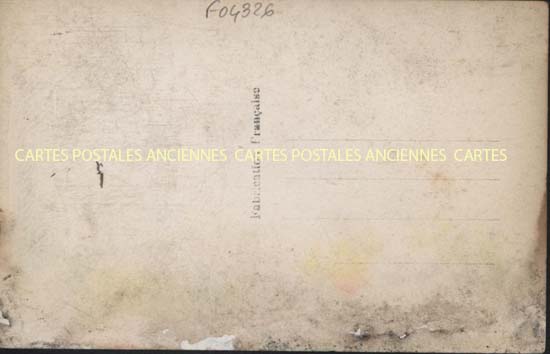 F04326
CARTES POSTALES ANCIENNES CARTES POSTALES ANCIENNES CARTES
Fabrication Française